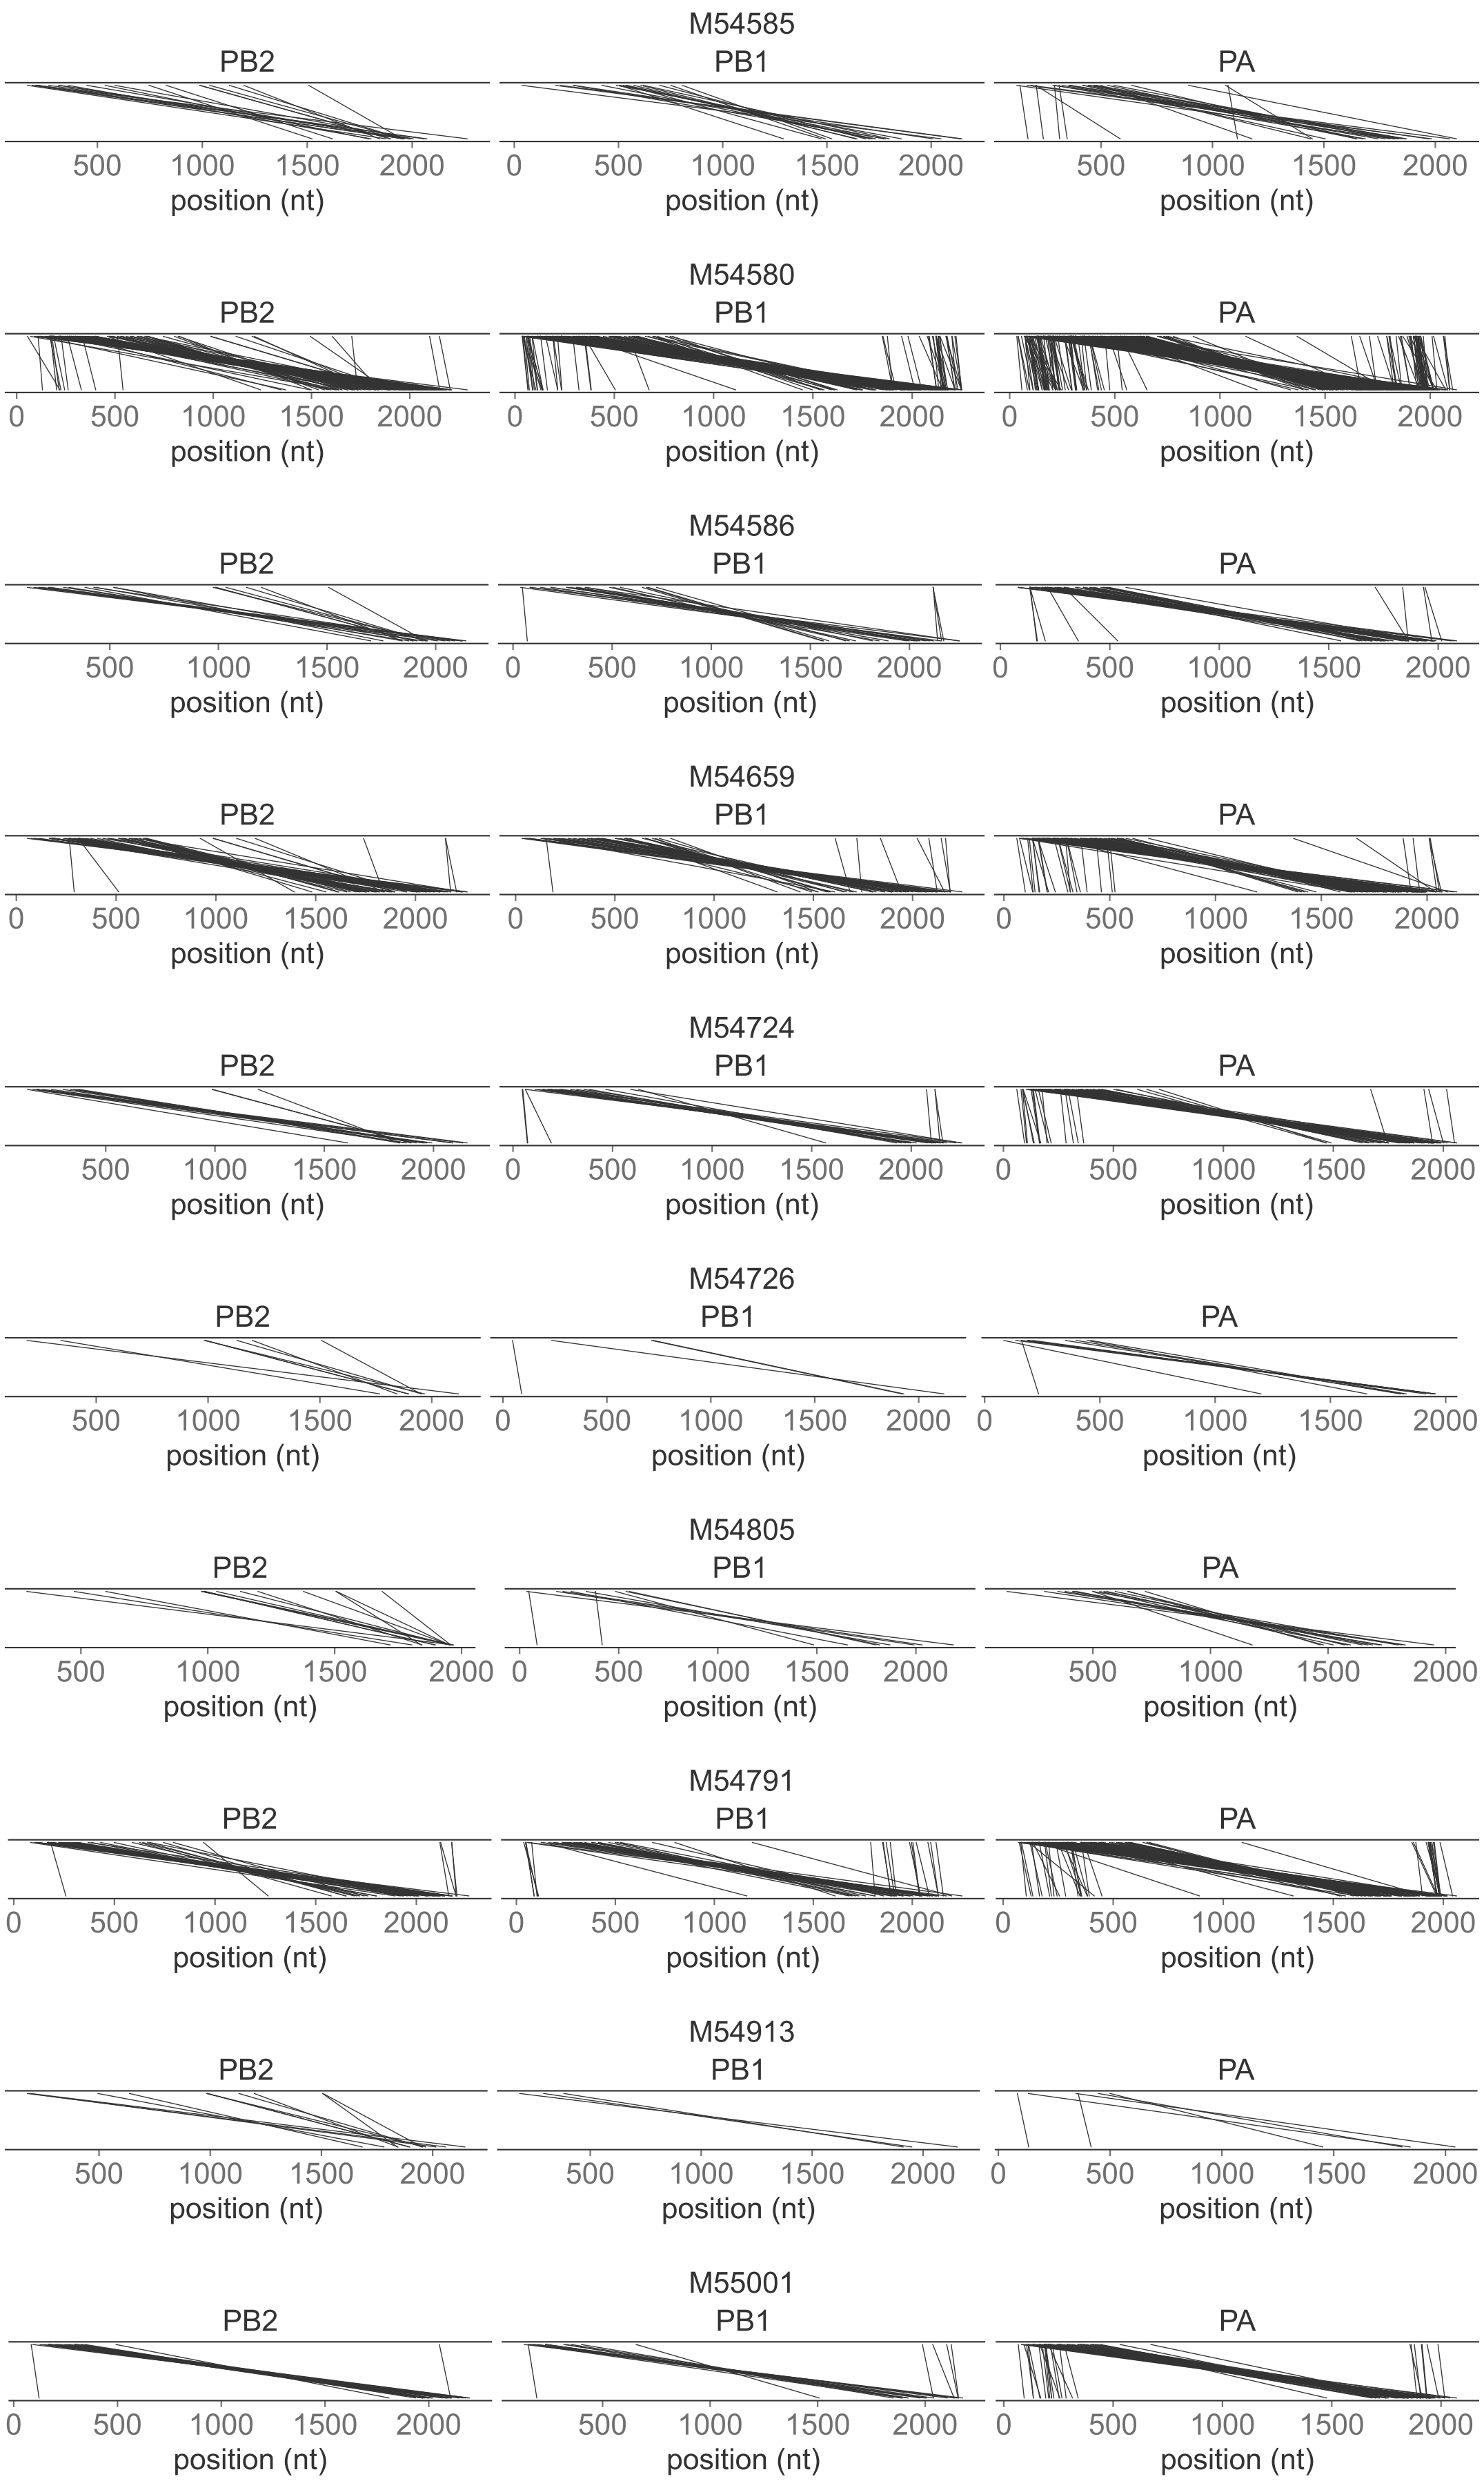 M54585
PB2 PB1 PA
500 1000 1500 2000 0 500 1000 1500 2000 500 1000 1500 2000
position (nt) position (nt) position (nt)
M54580
PB2 PB1 PA
0 500 1000 1500 2000 0 500 1000 1500 2000 0 500 1000 1500 2000
position (nt) position (nt) position (nt)
M54586
PB2 PB1 PA
500 1000 1500 2000 0 500 1000 1500 2000 0 500 1000 1500 2000
position (nt) position (nt) position (nt)
M54659
PB2 PB1 PA
0 500 1000 1500 2000 0 500 1000 1500 2000 0 500 1000 1500 2000
position (nt) position (nt) position (nt)
M54724
PB2 PB1 PA
500 1000 1500 2000 0 500 1000 1500 2000 0 500 1000 1500 2000
position (nt) position (nt) position (nt)
M54726
PB2 PB1 PA
500 1000 1500 2000 0 500 1000 1500 2000 0 500 1000 1500 2000
position (nt) position (nt) position (nt)
M54805
PB2 PB1 PA
500 1000 1500 2000 0 500 1000 1500 2000 500 1000 1500 2000
position (nt) position (nt) position (nt)
M54791
PB2 PB1 PA
0 500 1000 1500 2000 0 500 1000 1500 2000 0 500 1000 1500 2000
position (nt) position (nt) position (nt)
M54913
PB2 PB1 PA
500 1000 1500 2000 500 1000 1500 2000 0 500 1000 1500 2000
position (nt) position (nt) position (nt)
M55001
PB2 PB1 PA
0 500 1000 1500 2000 500 1000 1500 2000 0 500 1000 1500 2000
position (nt) position (nt) position (nt)